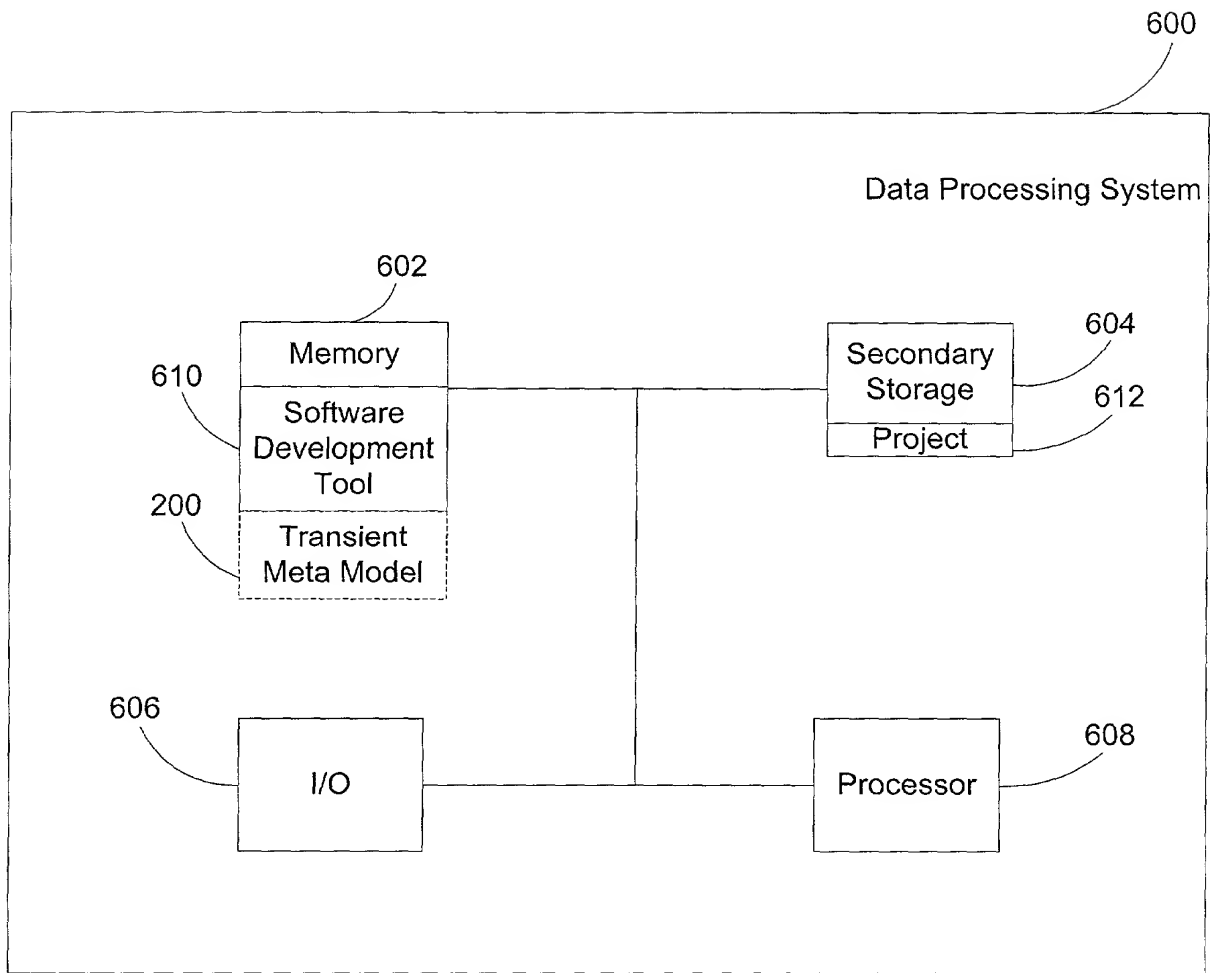 600
Data Processing System
602
Memory
610
Software
Development
Tool
200
Transient
Meta Model
Secondary
Storage
604
612
Project
606
I/O
608
Processor